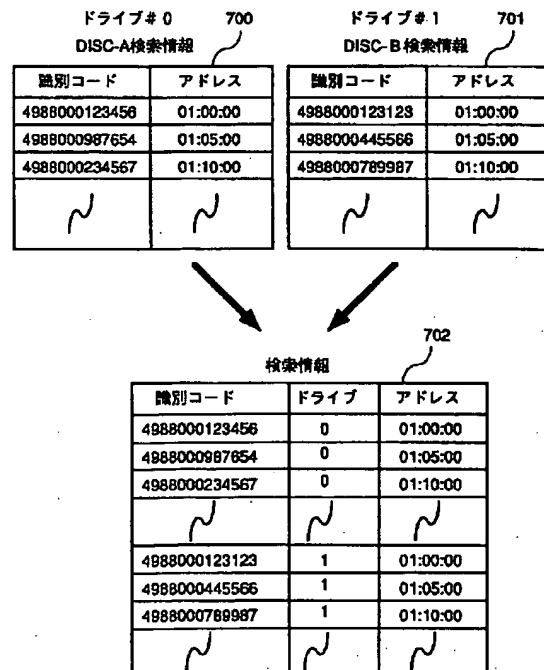 ドライブ# 0 700
DISC-A検索情報
識別コード アドレス
4988000123456 01:00:00
4988000987654 01:05:00
4988000234567 01:10:00
ドライブ# 1 701
DISC-B検索情報
識別コード アドレス
4988000123123 01:00:00
4988000445566 01:05:00
4988000789987 01:10:00
702
検索情報
識別コード ドライブ アドレス
4988000123456 0 01:00:00
4988000987654 0 01:05:00
4988000234567 0 01:10:00
4988000123123 1 01:00:00
4988000445566 1 01:05:00
4988000789987 1 01:10:00